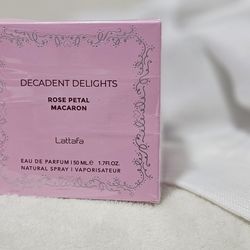 DECADENT DELIGHTS
ROSE PETAL
MACARON
Lattafa
EAU DE PARFUM | 50 ML ℮ 1.7FL.OZ.
NATURAL SPRAY | VAPORISATEUR